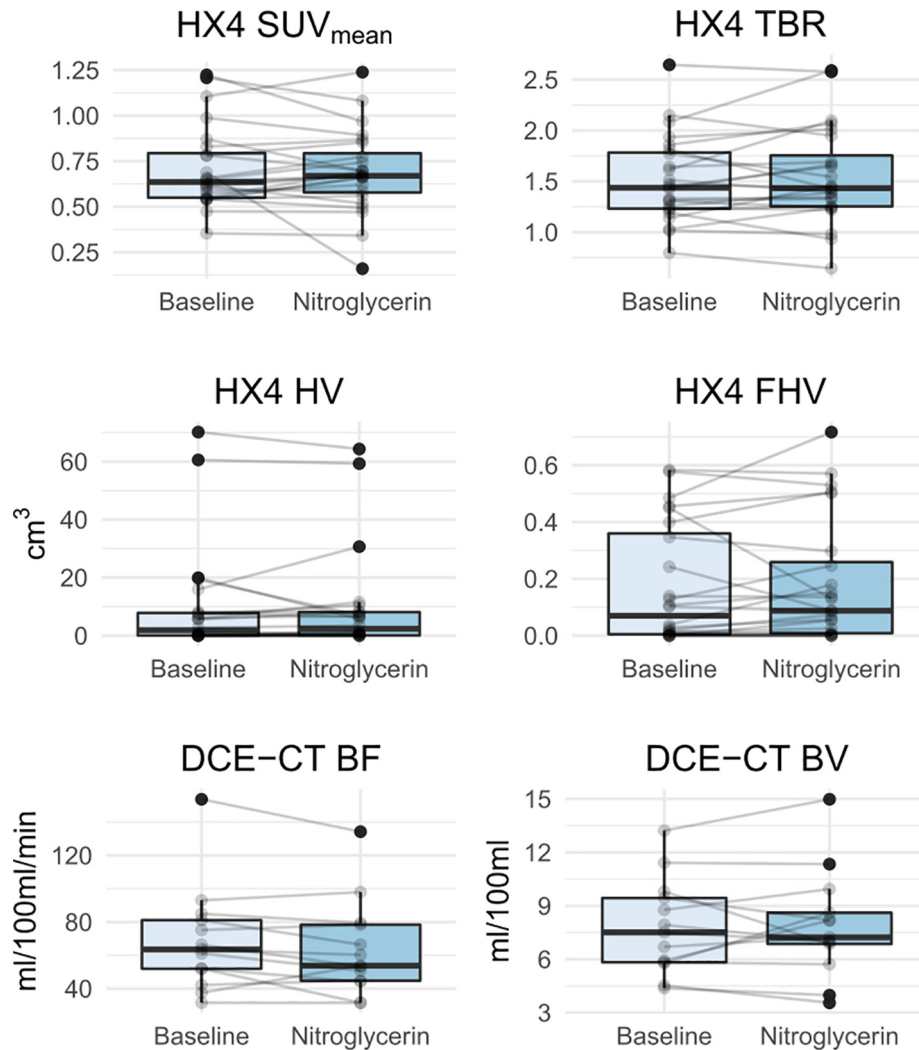 HX4 SUVmean
1.25
1.00
0.75
0.50
0.25
Baseline Nitroglycerin
HX4 TBR
2.5
2.0
1.5
1.0
Baseline Nitroglycerin
HX4 HV
cm³
60
40
20
0
Baseline Nitroglycerin
HX4 FHV
0.6
0.4
0.2
0.0
Baseline Nitroglycerin
DCE−CT BF
ml/100ml/min
120
80
40
Baseline Nitroglycerin
DCE−CT BV
ml/100ml
15
12
9
6
3
Baseline Nitroglycerin